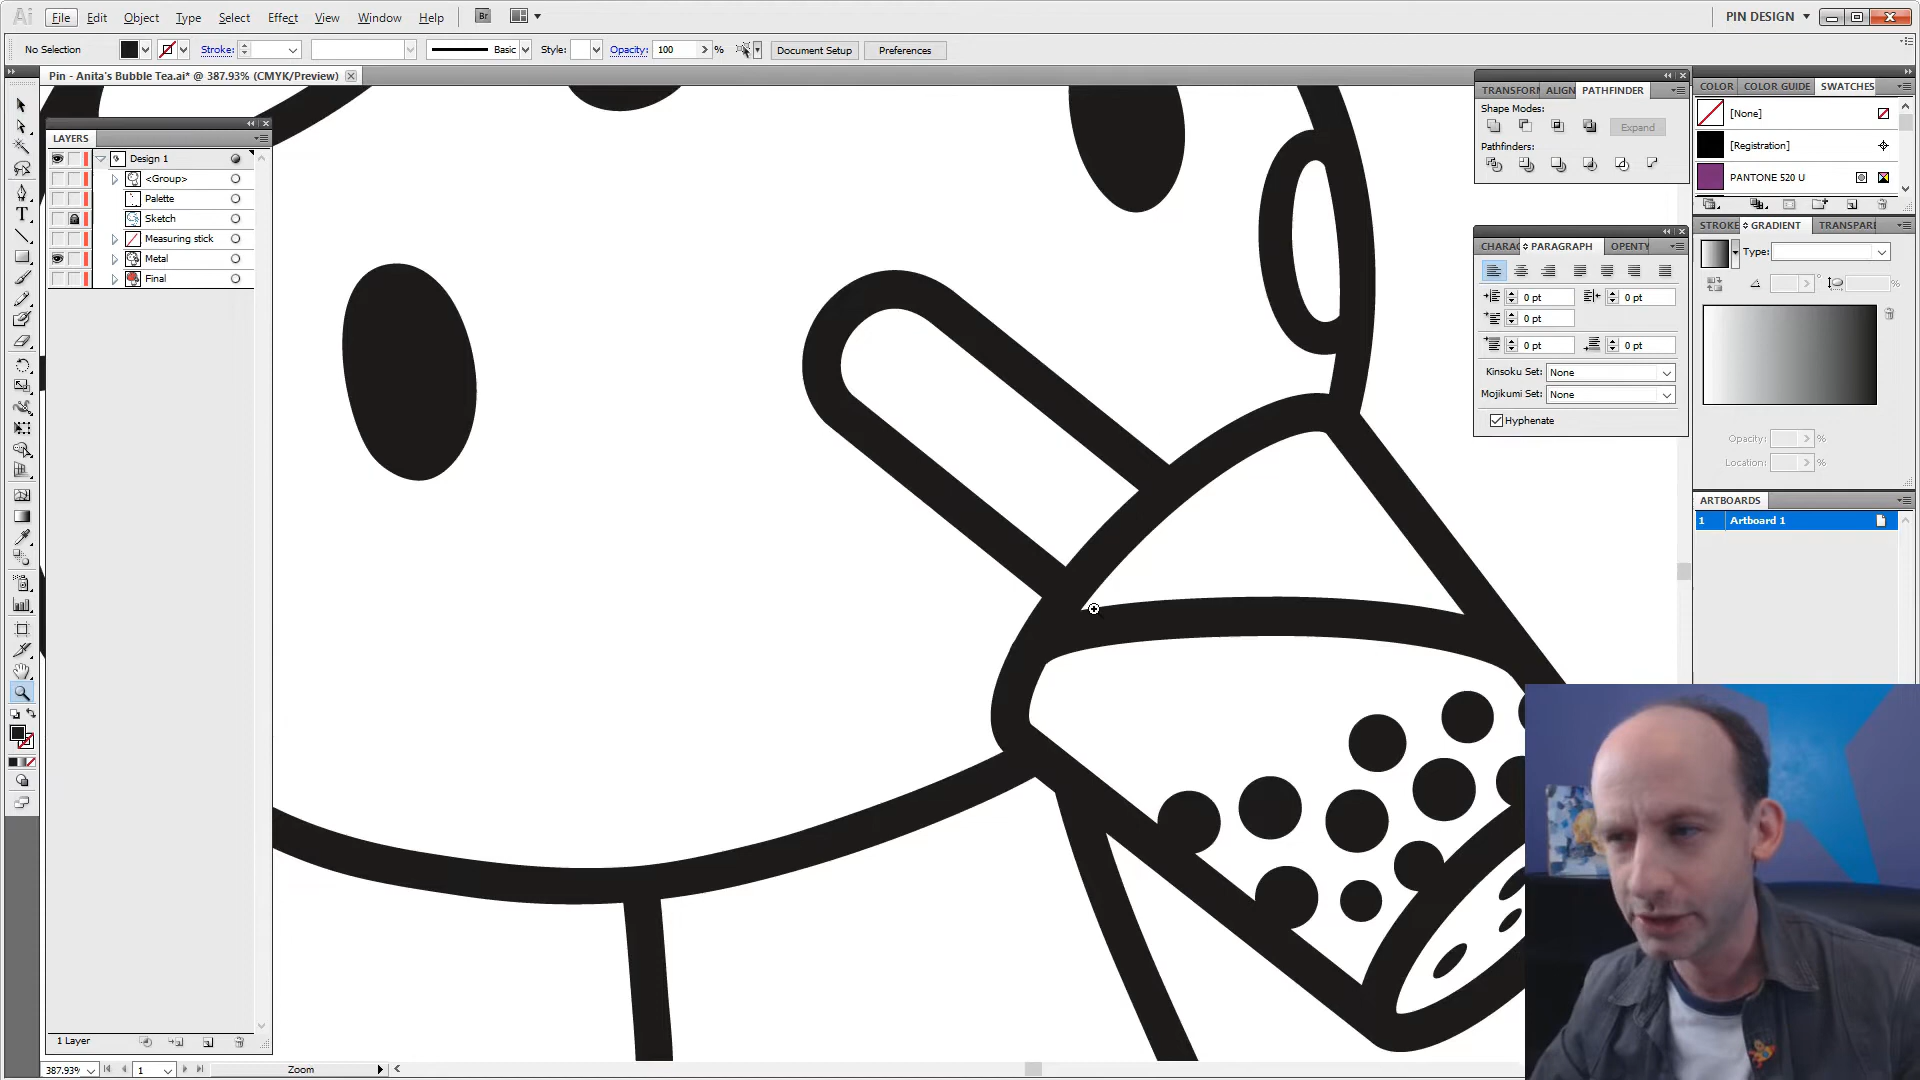 Ai File Edit Object Type Select Effect View Window Help Br PIN DESIGN
No Selection Stroke: Basic Style: Opacity: 100 % Document Setup Preferences
Pin - Anita's Bubble Tea.ai* @ 387.93% (CMYK/Preview)
LAYERS
Design 1
<Group>
Palette
Sketch
Measuring stick
Metal
Final
1 Layer
387.93% 1 Zoom
TRANSFORM ALIGN PATHFINDER
Shape Modes:
Expand
Pathfinders:
CHARAC PARAGRAPH OPENTY
0 pt 0 pt
0 pt
0 pt 0 pt
Kinsoku Set: None
Mojikumi Set: None
Hyphenate
COLOR COLOR GUIDE SWATCHES
[None]
[Registration]
PANTONE 520 U
STROKE GRADIENT TRANSPARI
Type:
°
%
Opacity: %
Location: %
ARTBOARDS
1 Artboard 1